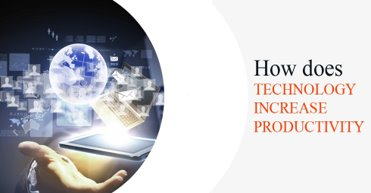 How does
TECHNOLOGY
INCREASE
PRODUCTIVITY